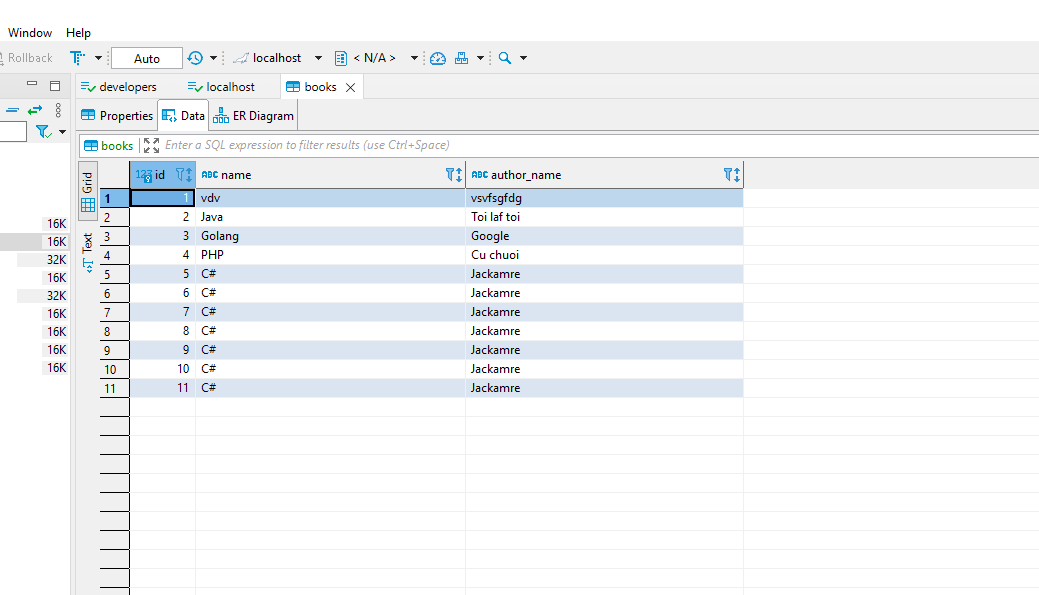 Window Help
Rollback Auto localhost < N/A >
developers localhost books
Properties Data ER Diagram
books Enter a SQL expression to filter results (use Ctrl+Space)
Grid
Text
123 id ABC name ABC author_name
1 1 vdv vsvfsgfdg
2 2 Java Toi laf toi
3 3 Golang Google
4 4 PHP Cu chuoi
5 5 C# Jackamre
6 6 C# Jackamre
7 7 C# Jackamre
8 8 C# Jackamre
9 9 C# Jackamre
10 10 C# Jackamre
11 11 C# Jackamre
16K
16K
32K
16K
32K
16K
16K
16K
16K